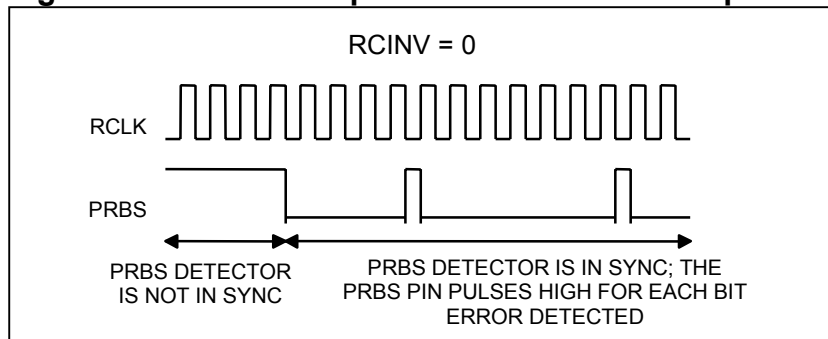 RCINV = 0
RCLK
PRBS
PRBS DETECTOR
IS NOT IN SYNC
PRBS DETECTOR IS IN SYNC; THE
PRBS PIN PULSES HIGH FOR EACH BIT
ERROR DETECTED